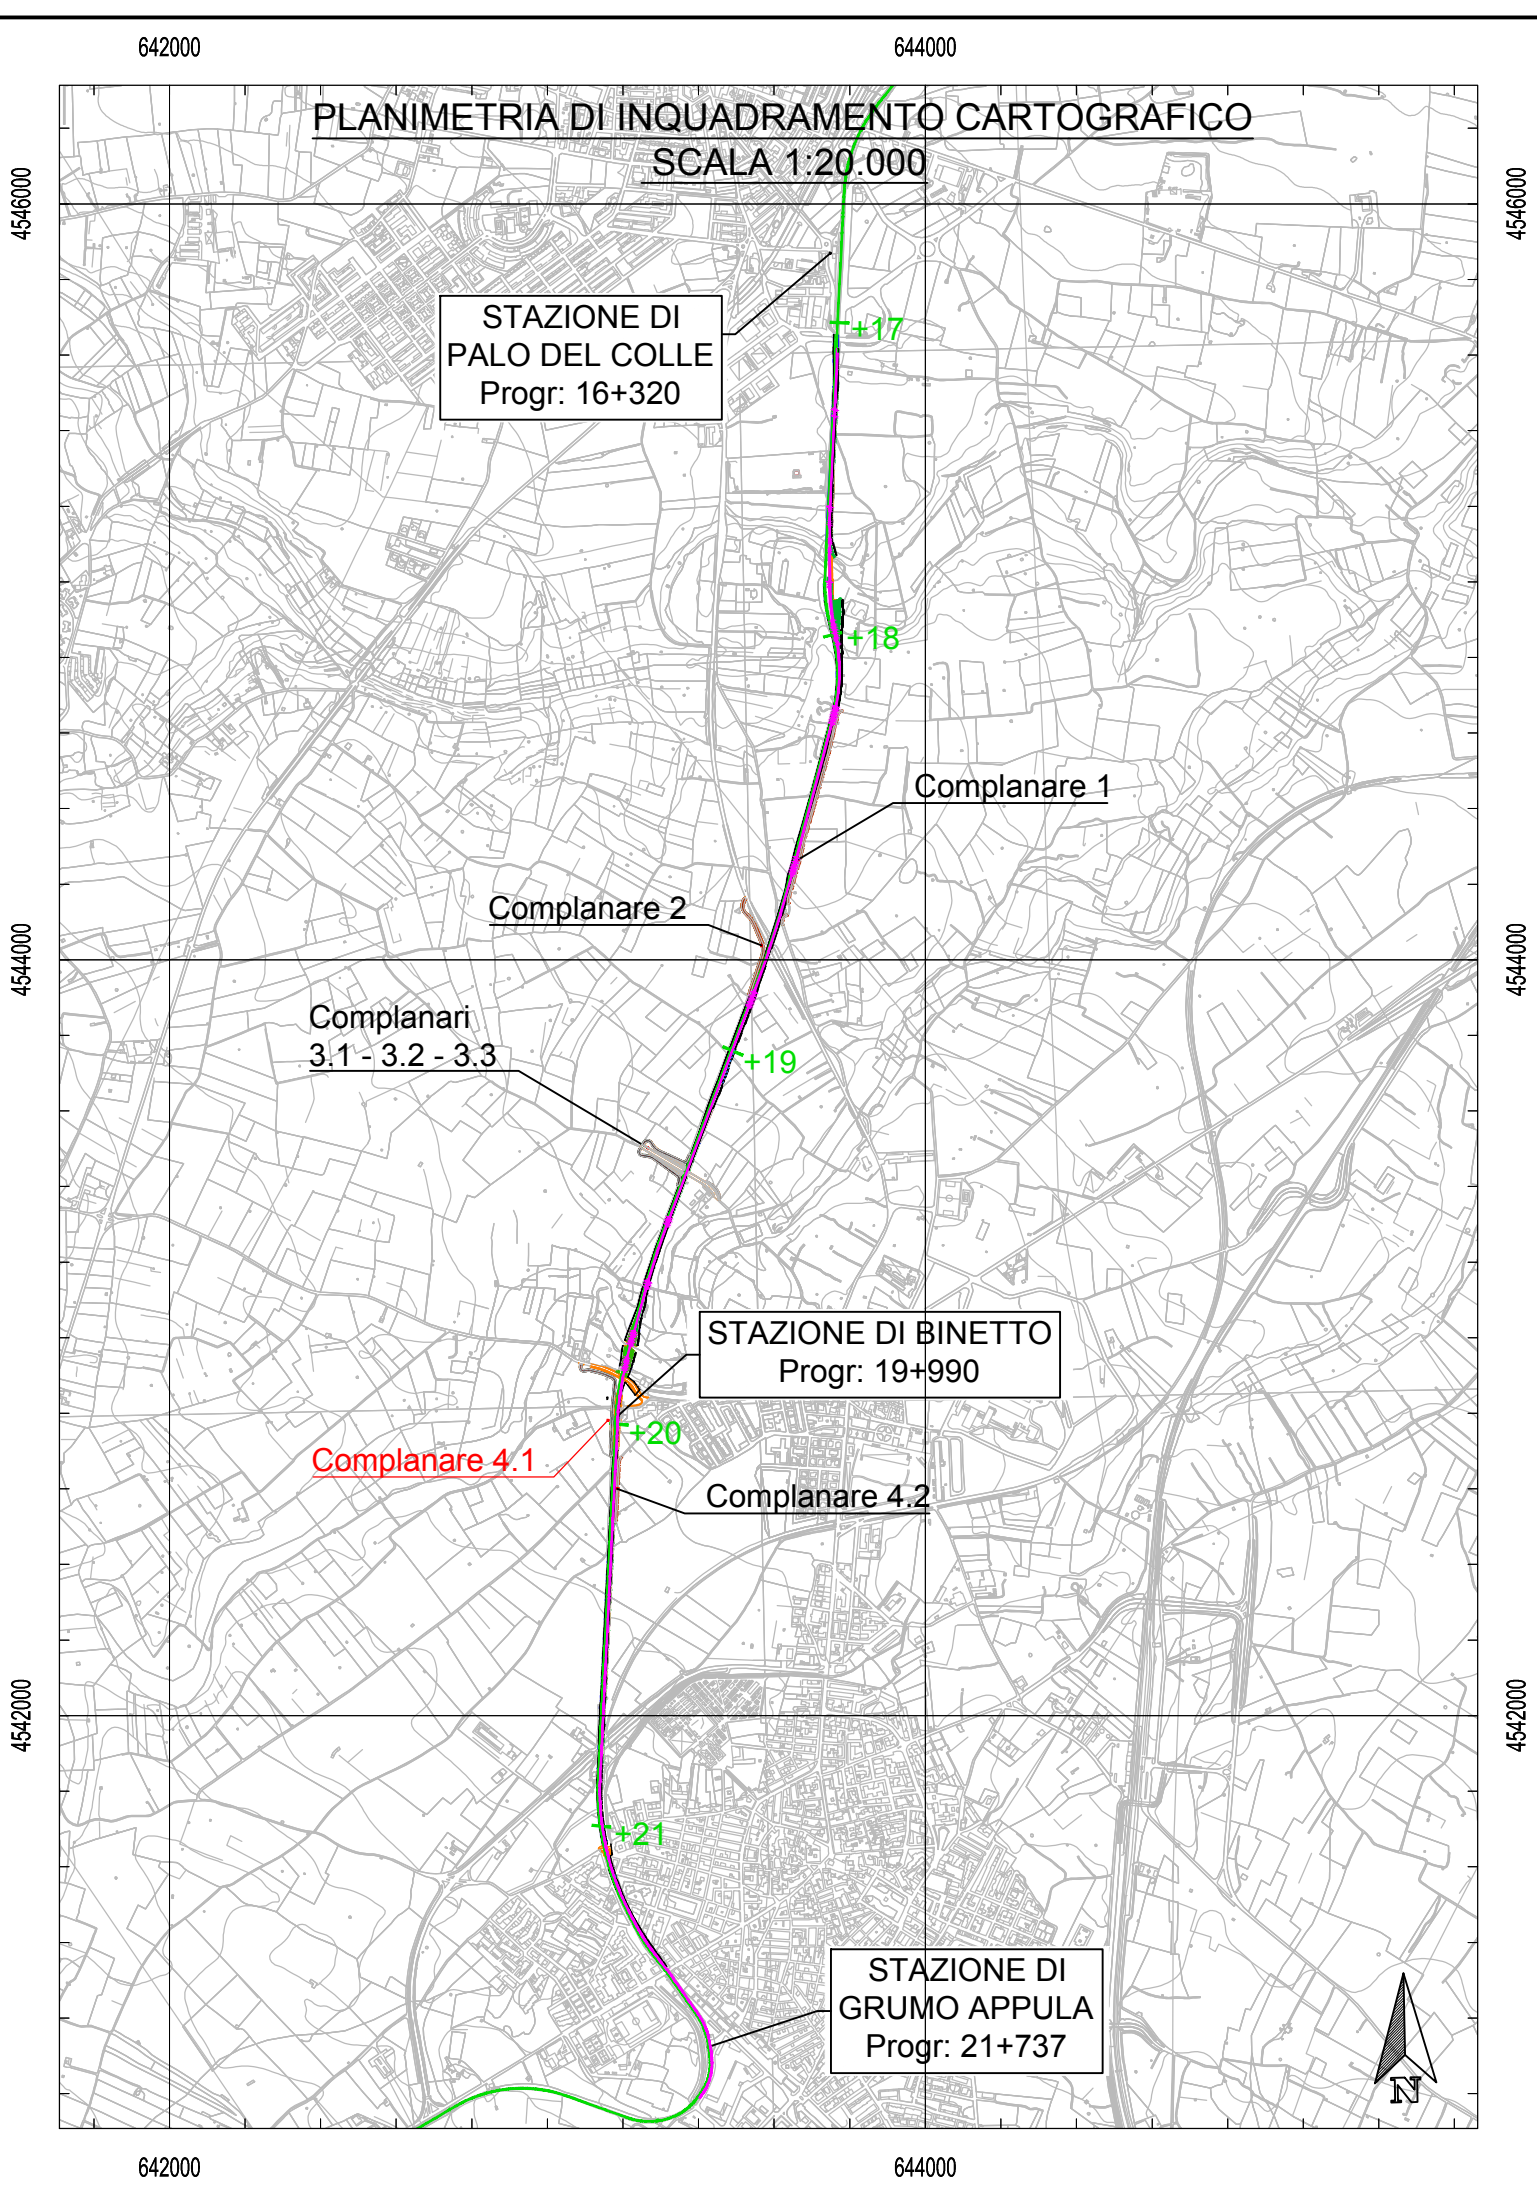 642000
644000
PLANIMETRIA DI INQUADRAMENTO CARTOGRAFICO
SCALA 1:20.000
4546000
4546000
STAZIONE DI
PALO DEL COLLE
Progr: 16+320
+17
+18
Complanare 1
Complanare 2
4544000
4544000
Complanari
3.1 - 3.2 - 3.3
+19
STAZIONE DI BINETTO
Progr: 19+990
+20
Complanare 4.1
Complanare 4.2
4542000
4542000
+21
STAZIONE DI
GRUMO APPULA
Progr: 21+737
N
642000
644000